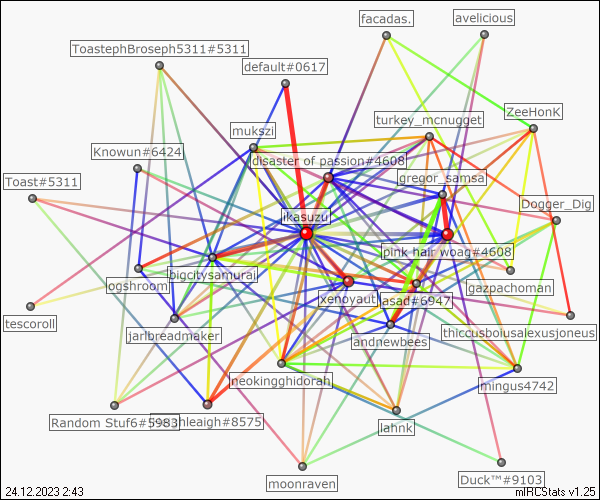 facadas.
avelicious
ToastephBroseph5311#5311
default#0617
ZeeHonK
turkey_mcnugget
mukszi
Knowun#6424
disaster of passion#4608
gregor_samsa
Toast#5311
Dogger_Dig
ikasuzu
pink hair woag#4608
ogshroom
bigcitysamurai
gazpachoman
xenoyaut
jasad#6947
tescoroll
jarlbreadmaker
andnewbees
thiccusboiusalexusjoneus
neokingghidorah
mingus4742
Random Stuf6#5983
hleigh#8575
lahnk
moonraven
Duck™#9103
24.12.2023 2:43
mIRCStats v1.25